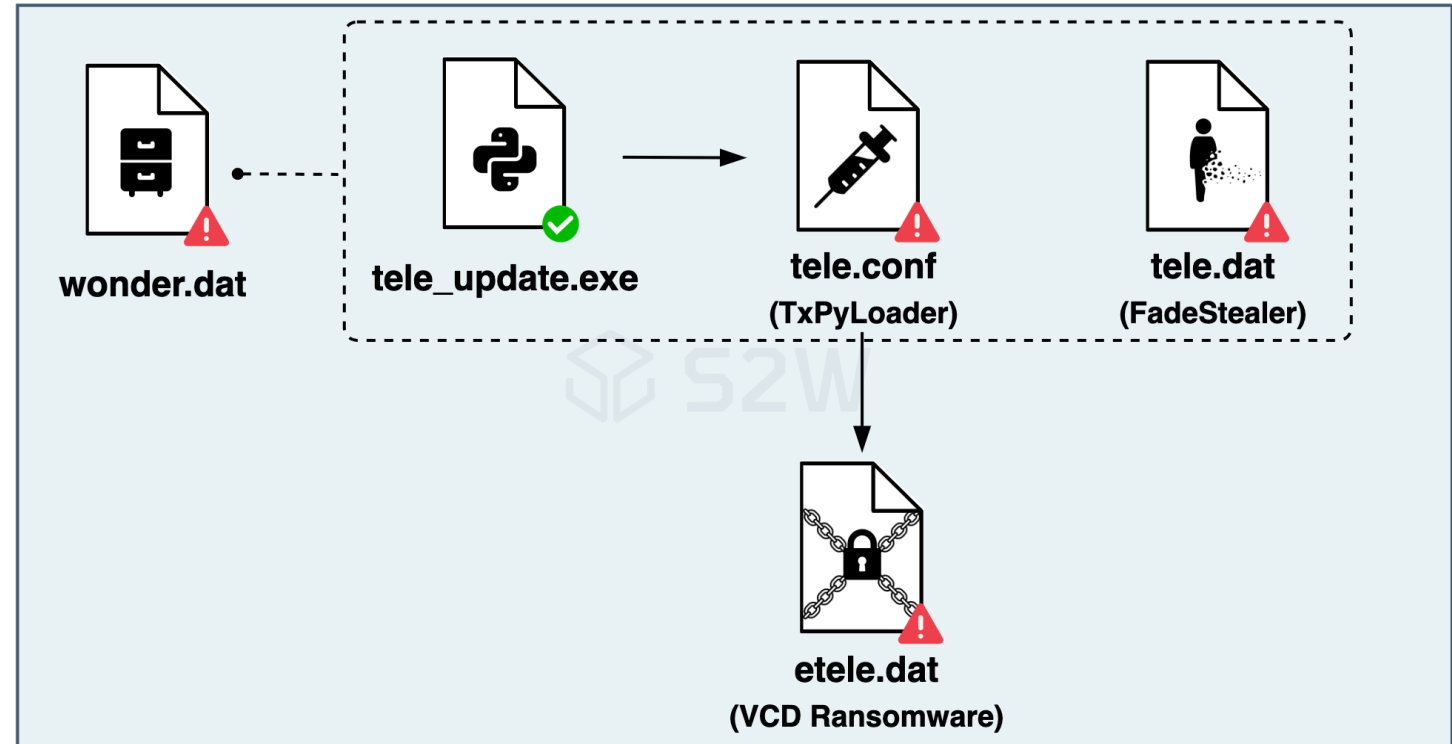 wonder.dat
tele_update.exe
tele.conf
(TxPyLoader)
tele.dat
(FadeStealer)
S2W
etele.dat
(VCD Ransomware)